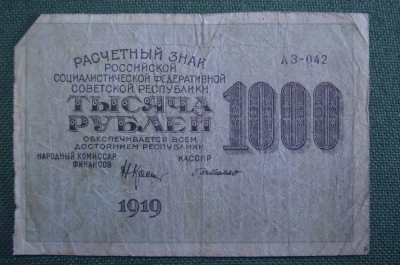 РАСЧЕТНЫЙ ЗНАК
РОССИЙСКОЙ
СОЦИАЛИСТИЧЕСКОЙ ФЕДЕРАТИВНОЙ
СОВЕТСКОЙ РЕСПУБЛИКИ
АЗ-042
ТЫСЯЧА
РУБЛЕЙ
1000
ОБЕСПЕЧИВАЕТСЯ ВСЕМ
ДОСТОЯНИЕМ РЕСПУБЛИКИ
НАРОДНЫЙ КОМИССАР
ФИНАНСОВ
КАССИР
1919